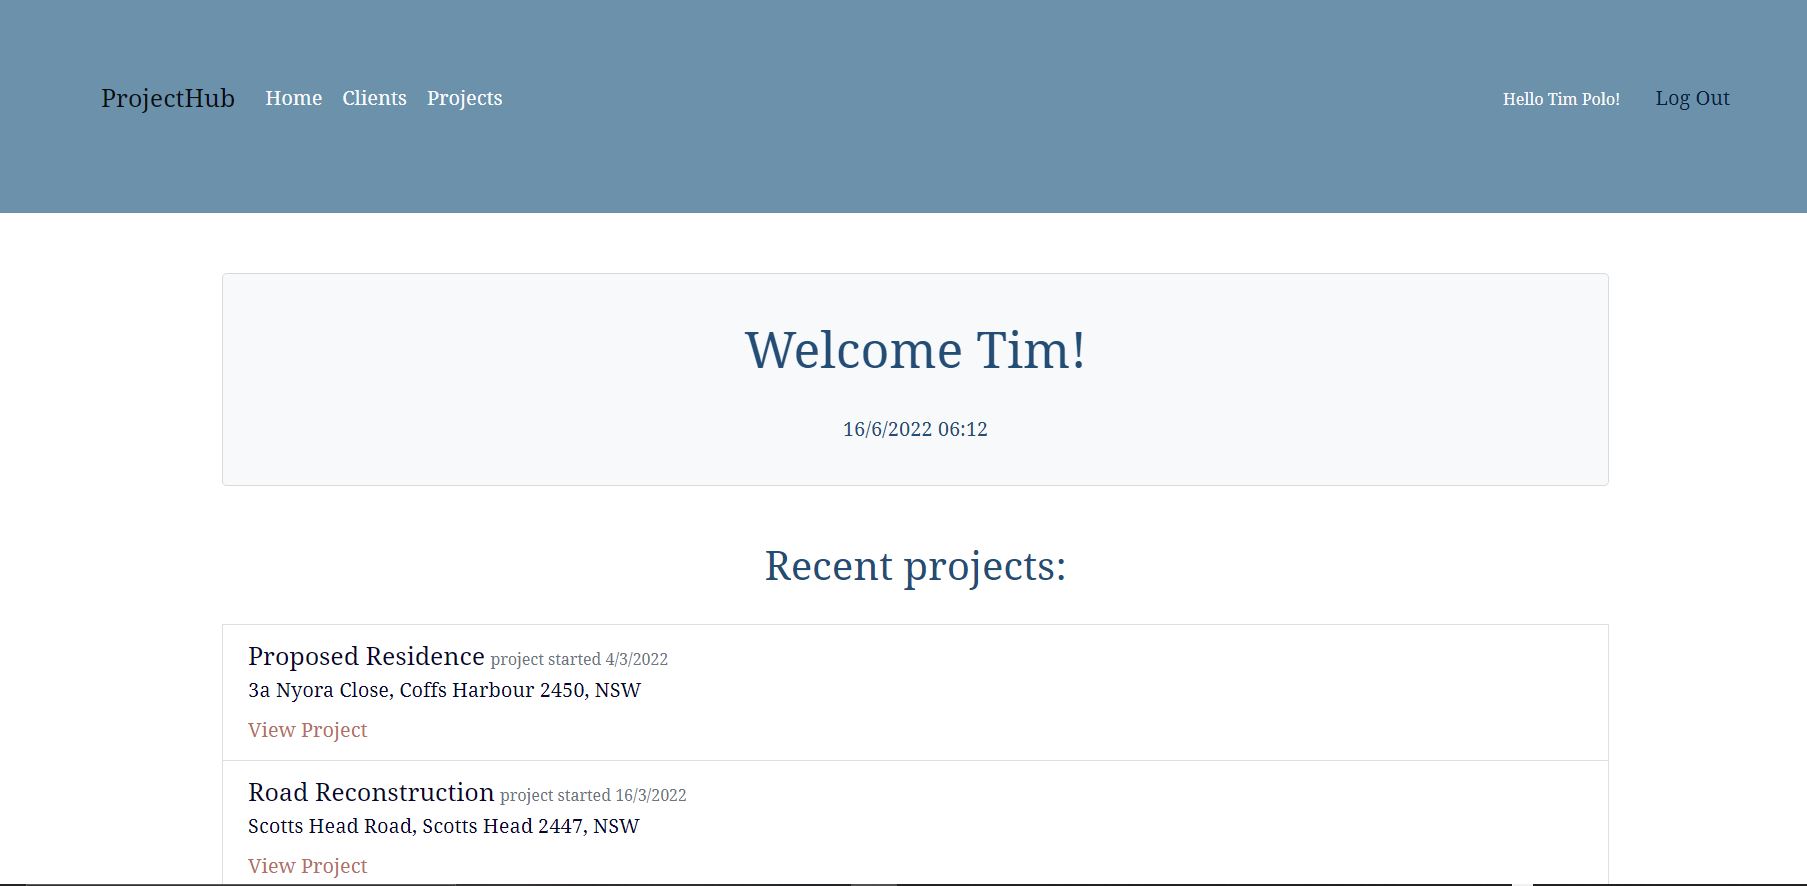 ProjectHub Home Clients Projects Hello Tim Polo! Log Out
Welcome Tim!
16/6/2022 06:12
Recent projects:
Proposed Residence project started 4/3/2022
3a Nyora Close, Coffs Harbour 2450, NSW
View Project
Road Reconstruction project started 16/3/2022
Scotts Head Road, Scotts Head 2447, NSW
View Project